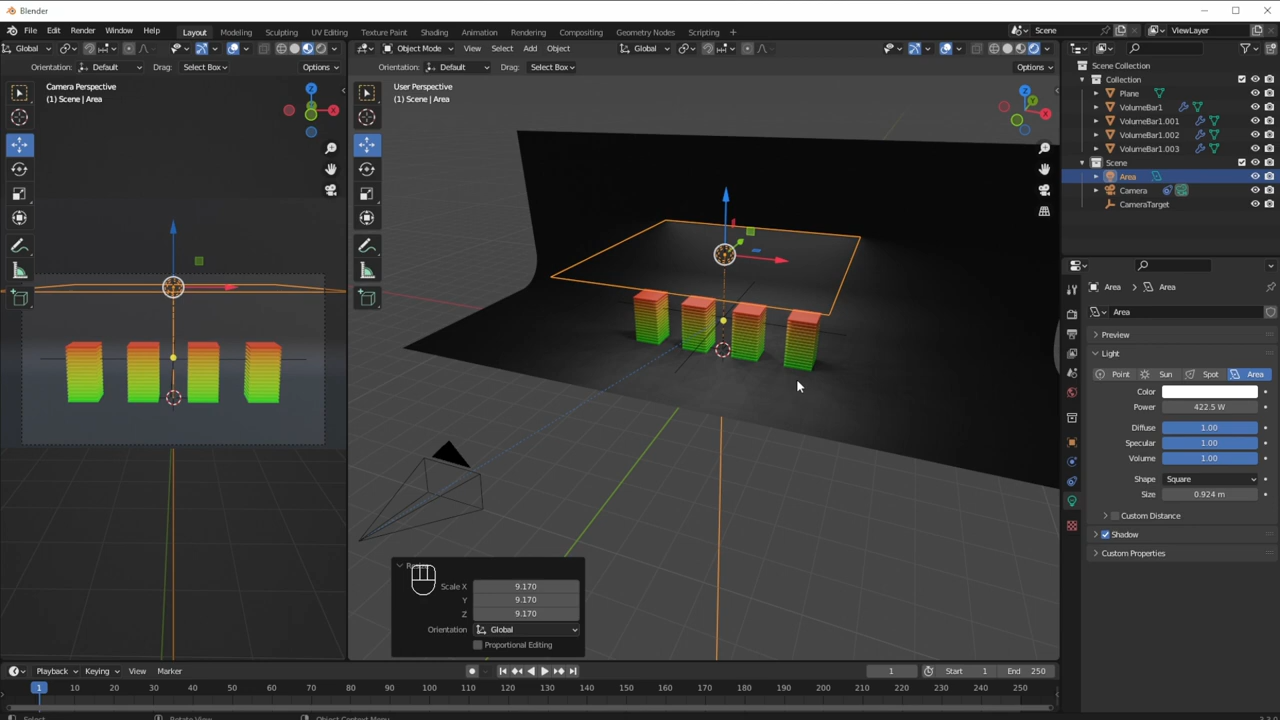 Blender
File Edit Render Window Help
Layout Modeling Sculpting UV Editing Texture Paint Shading Animation Rendering Compositing Geometry Nodes Scripting +
Scene
ViewLayer
Global
Object Mode View Select Add Object Global
Orientation: Default Drag: Select Box Options
Orientation: Default Drag: Select Box Options
Camera Perspective
(1) Scene | Area
Z
X
User Perspective
(1) Scene | Area
Z
Y
X
Scene Collection
Collection
Plane
VolumeBar1
VolumeBar1.001
VolumeBar1.002
VolumeBar1.003
Scene
Area
Camera
CameraTarget
Area > Area
Area
Preview
Light
Point Sun Spot Area
Color
Power 422.5 W
Diffuse 1.00
Specular 1.00
Volume 1.00
Shape Square
Size 0.924 m
Custom Distance
Shadow
Custom Properties
Scale X 9.170
Y 9.170
Z 9.170
Orientation Global
Proportional Editing
Playback Keying View Marker
1 Start 1 End 250
1 10 20 30 40 50 60 70 80 90 100 110 120 130 140 150 160 170 180 190 200 210 220 230 240 250